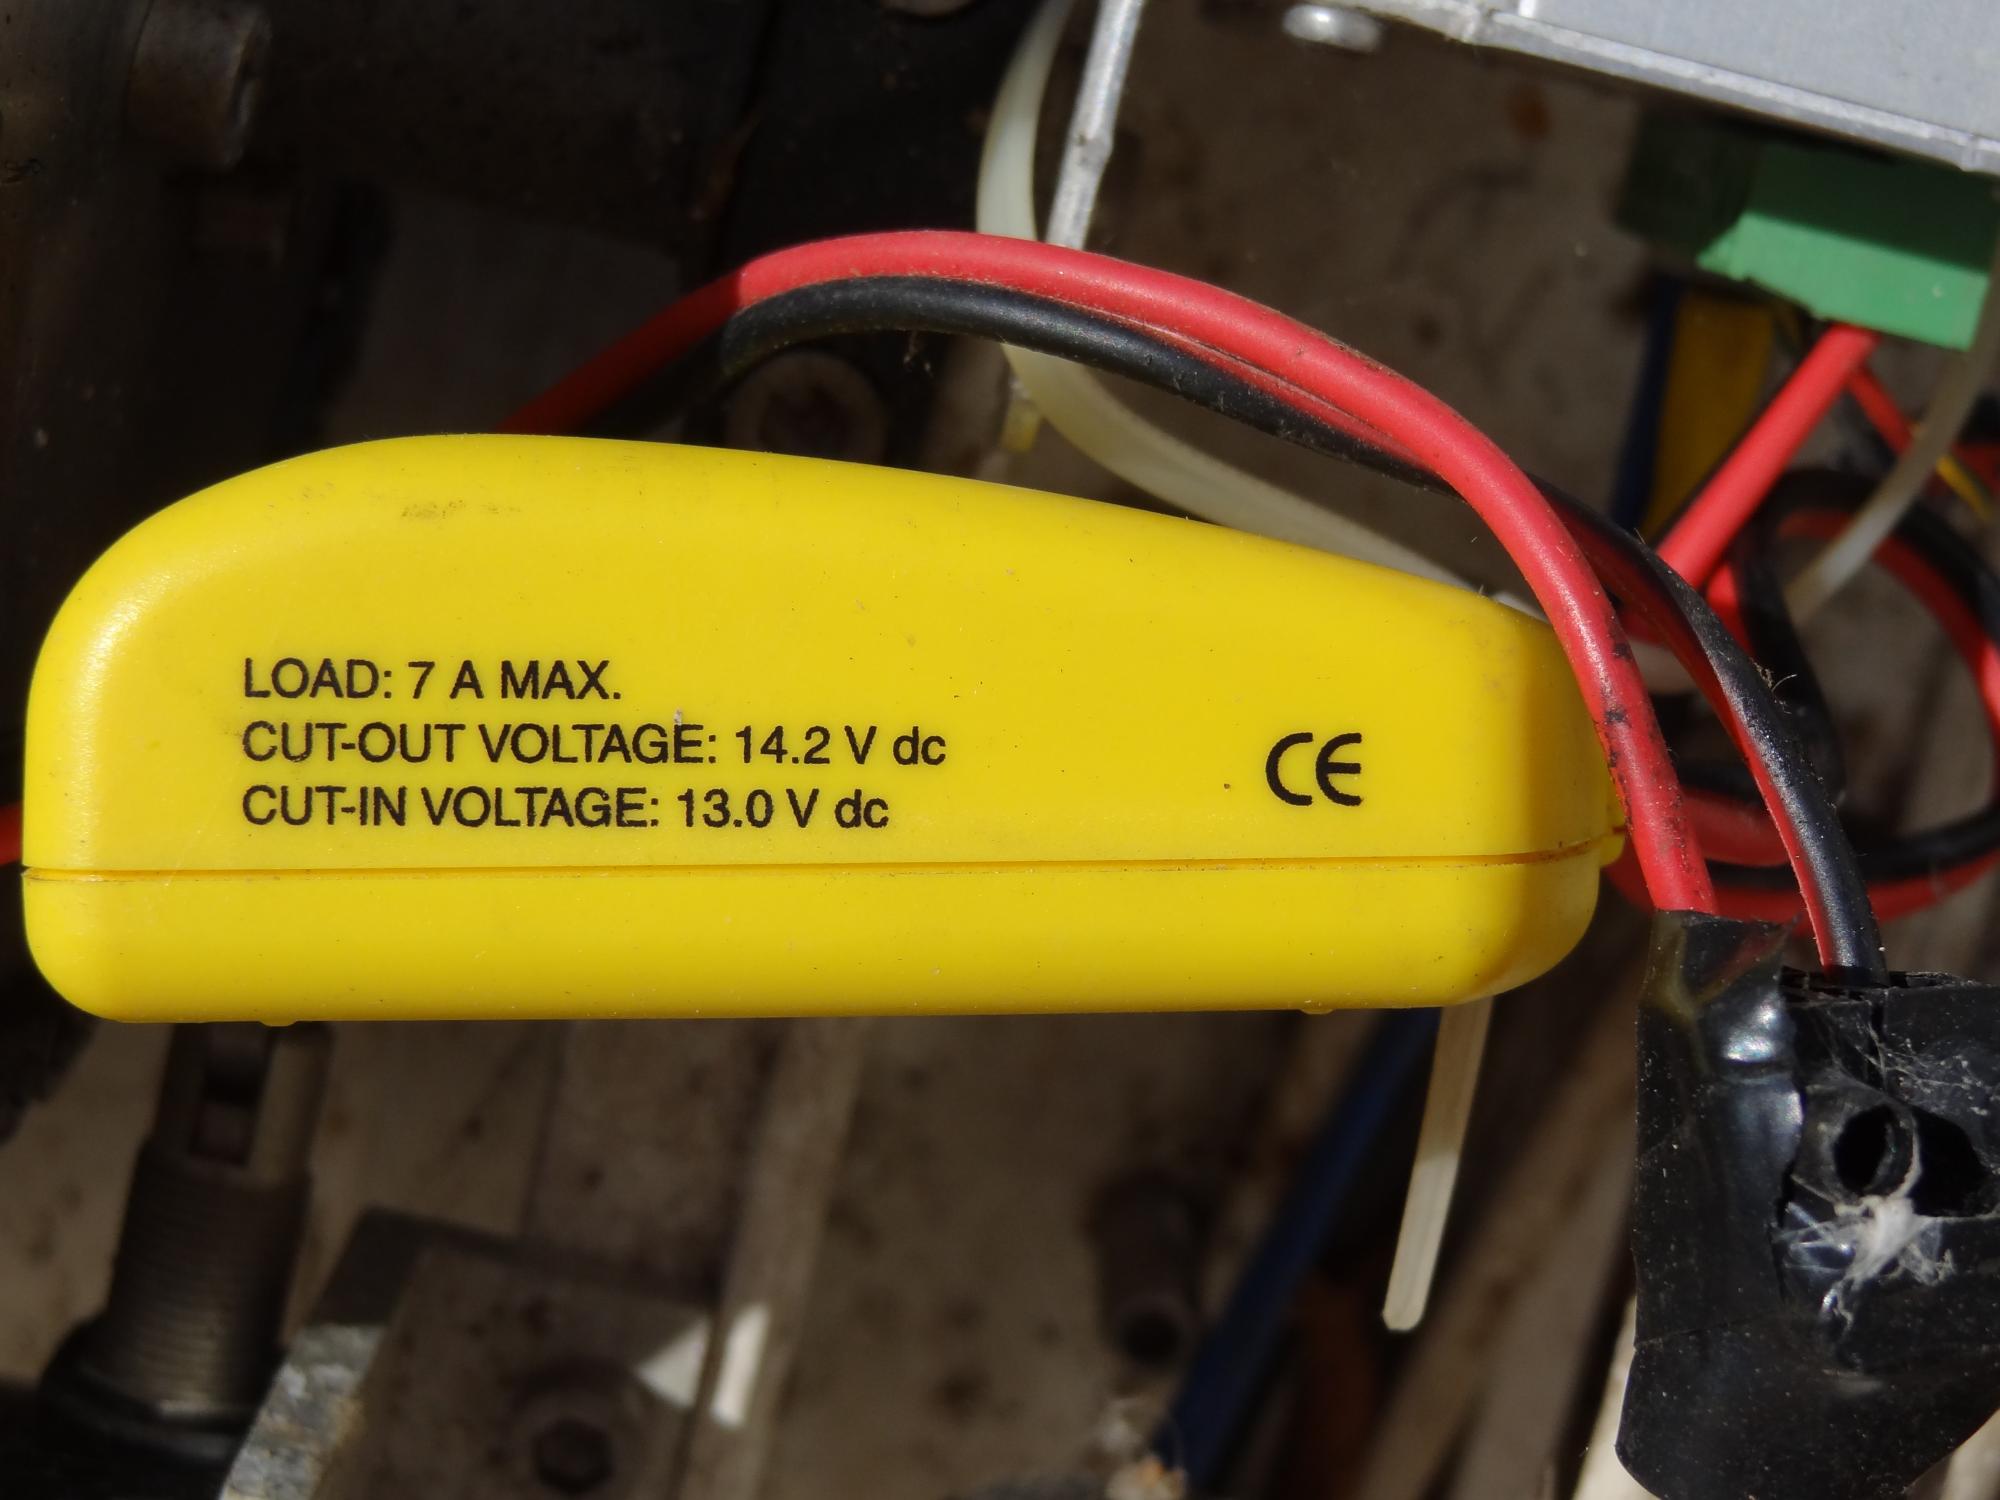 LOAD: 7 A MAX.
CUT-OUT VOLTAGE: 14.2 V dc
CUT-IN VOLTAGE: 13.0 V dc
CE